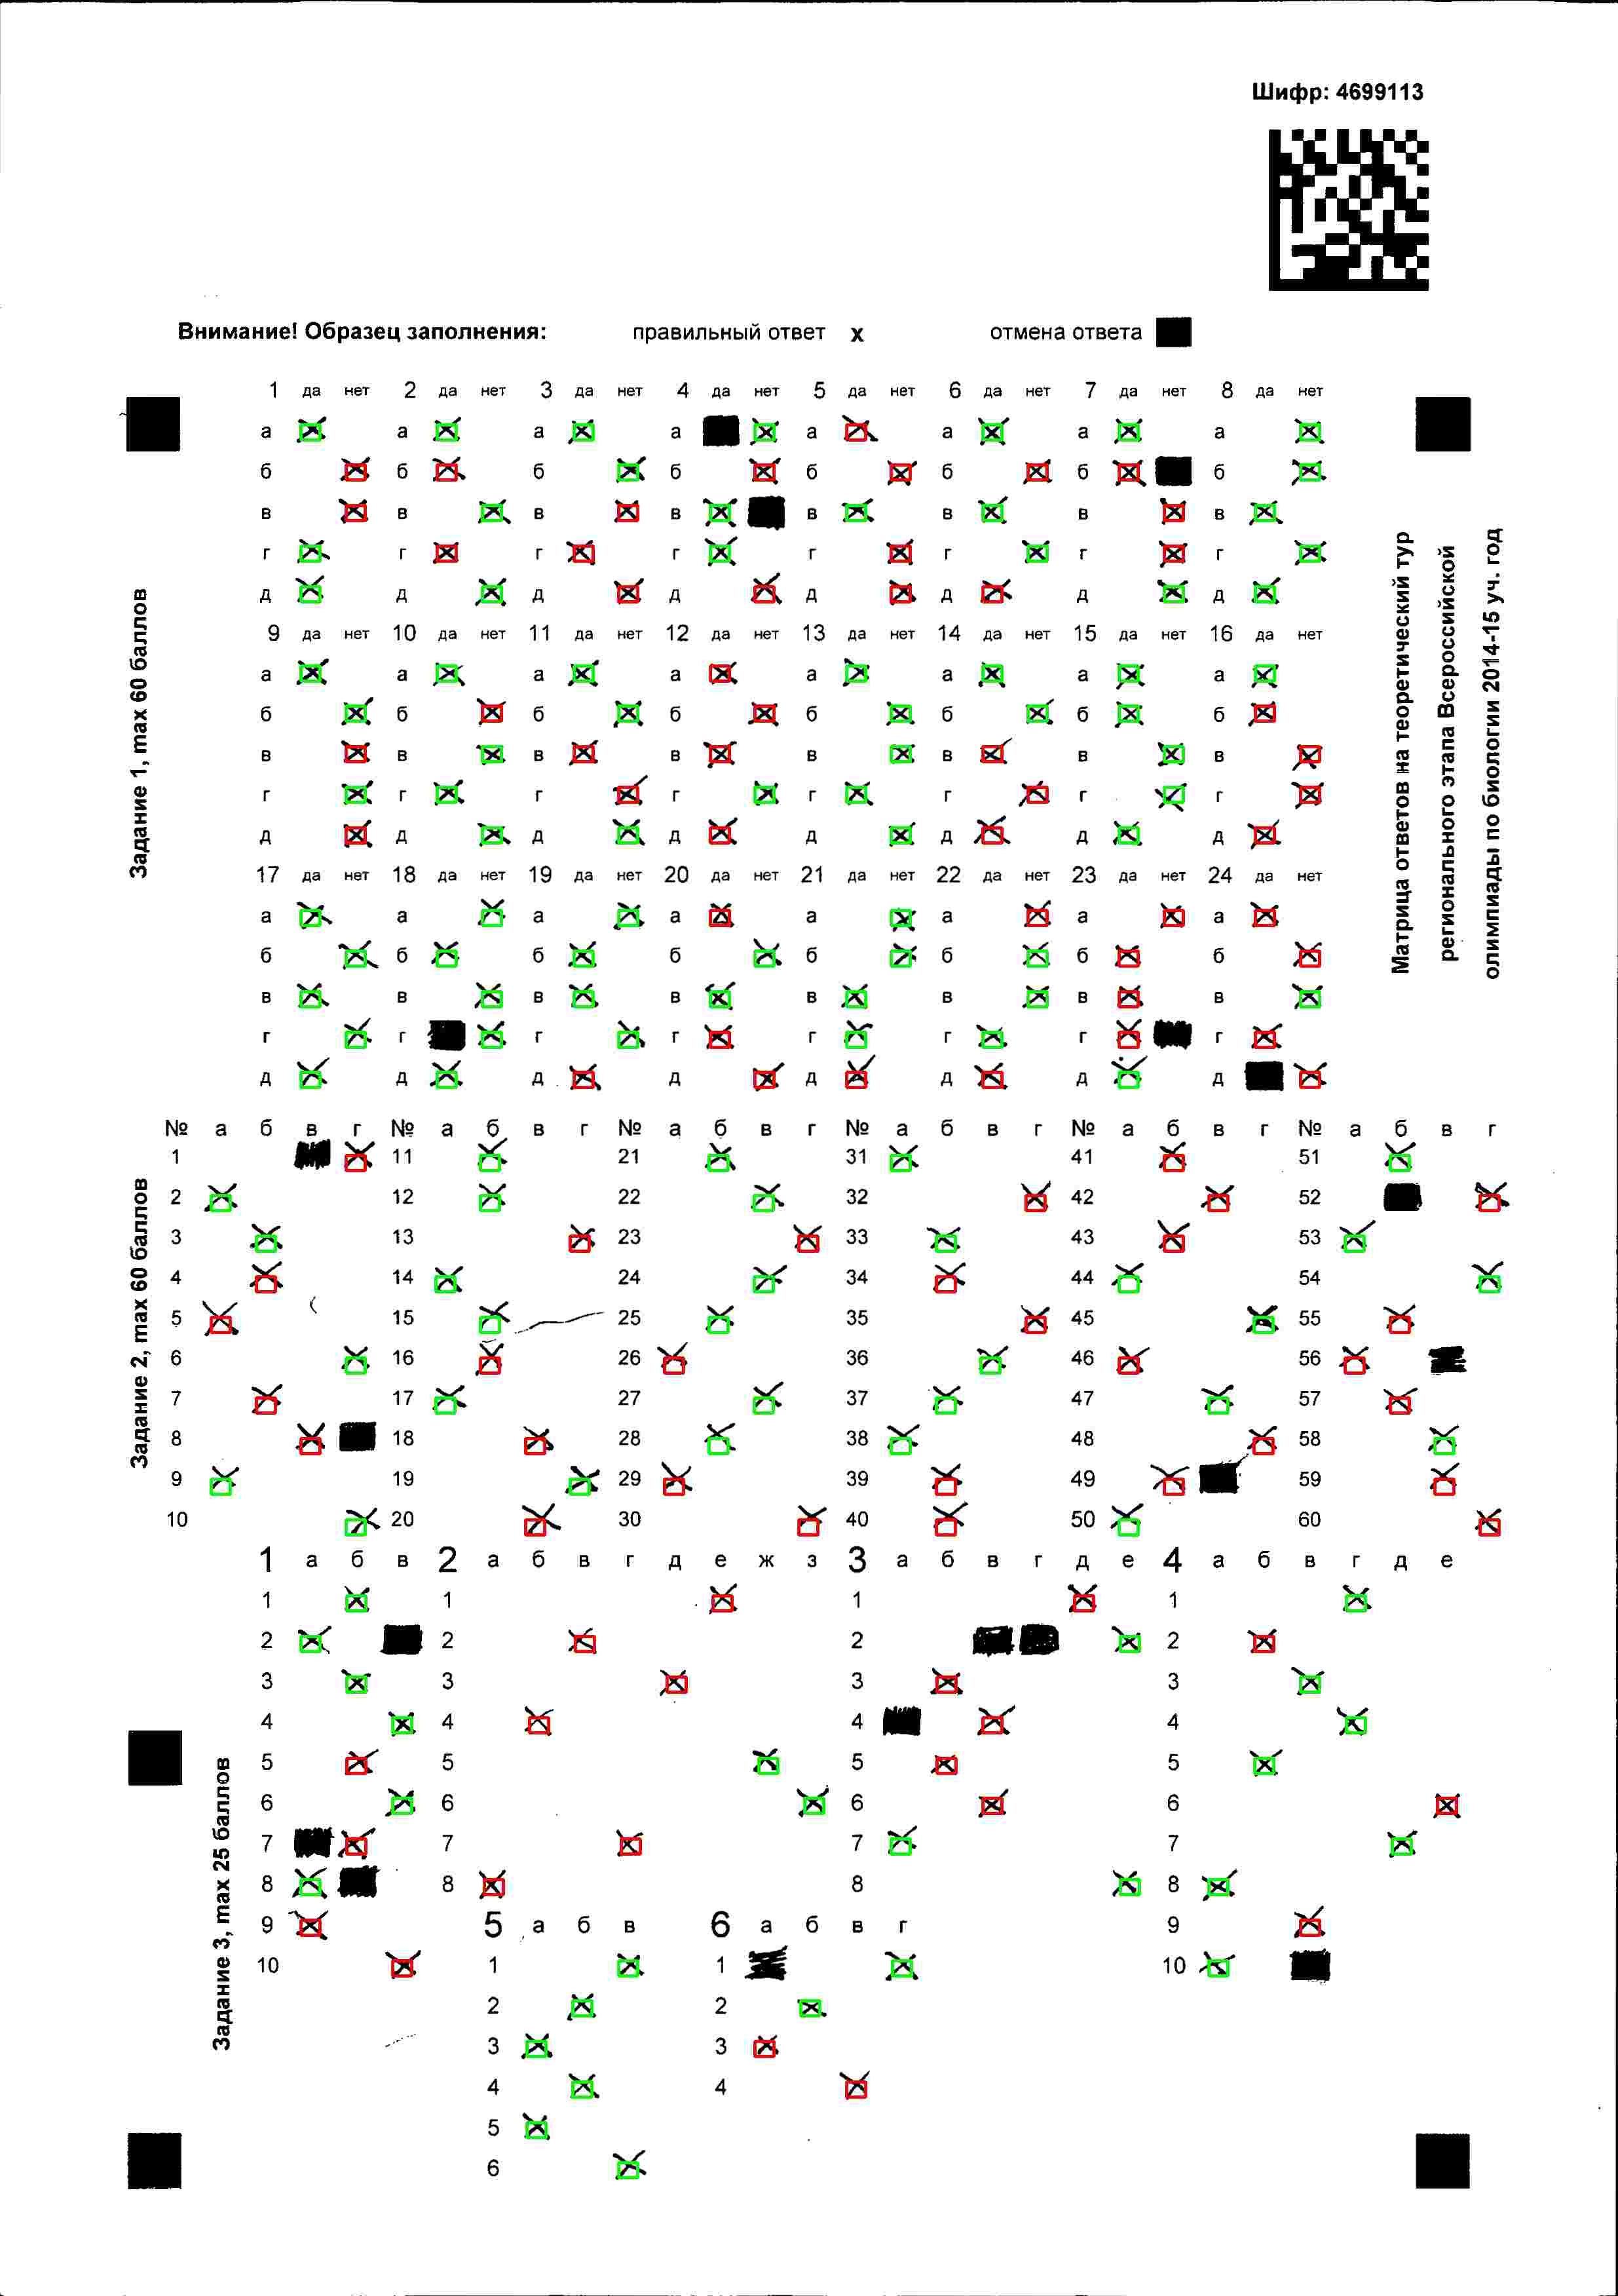 Шифр: 4699113
Внимание! Образец заполнения: правильный ответ x отмена ответа
1 да нет 2 да нет 3 да нет 4 да нет 5 да нет 6 да нет 7 да нет 8 да нет
а а а а а а а а
б б б б б б б б
в в в в в в в в
г г г г г г г г
д д д д д д д д
9 да нет 10 да нет 11 да нет 12 да нет 13 да нет 14 да нет 15 да нет 16 да нет
а а а а а а а а
б б б б б б б б
в в в в в в в в
г г г г г г г г
д д д д д д д д
17 да нет 18 да нет 19 да нет 20 да нет 21 да нет 22 да нет 23 да нет 24 да нет
а а а а а а а а
б б б б б б б б
в в в в в в в в
г г г г г г г г
д д д д д д д д
Задание 1, max 60 баллов
Матрица ответов на теоретический тур
регионального этапа Всероссийской
олимпиады по биологии 2014-15 уч. год
№ а б в г № а б в г № а б в г № а б в г № а б в г № а б в г
1 11 21 31 41 51
2 12 22 32 42 52
3 13 23 33 43 53
4 14 24 34 44 54
5 15 25 35 45 55
6 16 26 36 46 56
7 17 27 37 47 57
8 18 28 38 48 58
9 19 29 39 49 59
10 20 30 40 50 60
Задание 2, max 60 баллов
1 а б в 2 а б в г д е ж з 3 а б в г д е 4 а б в г д е
1 1 1 1
2 2 2 2
3 3 3 3
4 4 4 4
5 5 5 5
6 6 6 6
7 7 7 7
8 8 8 8
9 5 а б в 6 а б в г 9
10 1 1 10
2 2
3 3
4 4
5
6
Задание 3, max 25 баллов